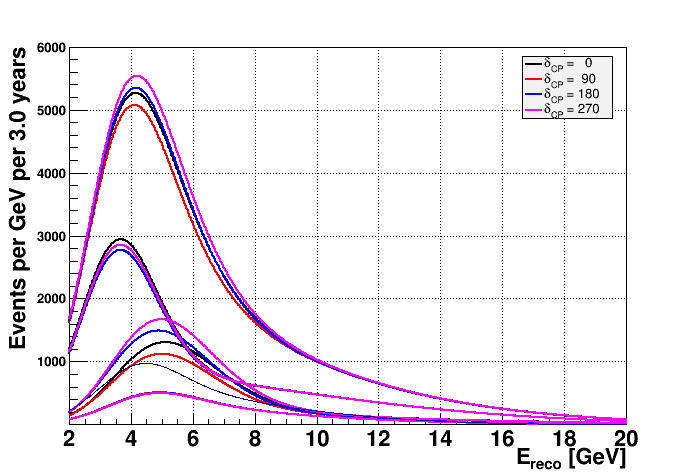 Events per GeV per 3.0 years
6000
5000
4000
3000
2000
1000
δCP = 0
δCP = 90
δCP = 180
δCP = 270
2 4 6 8 10 12 14 16 18 20
Ereco [GeV]